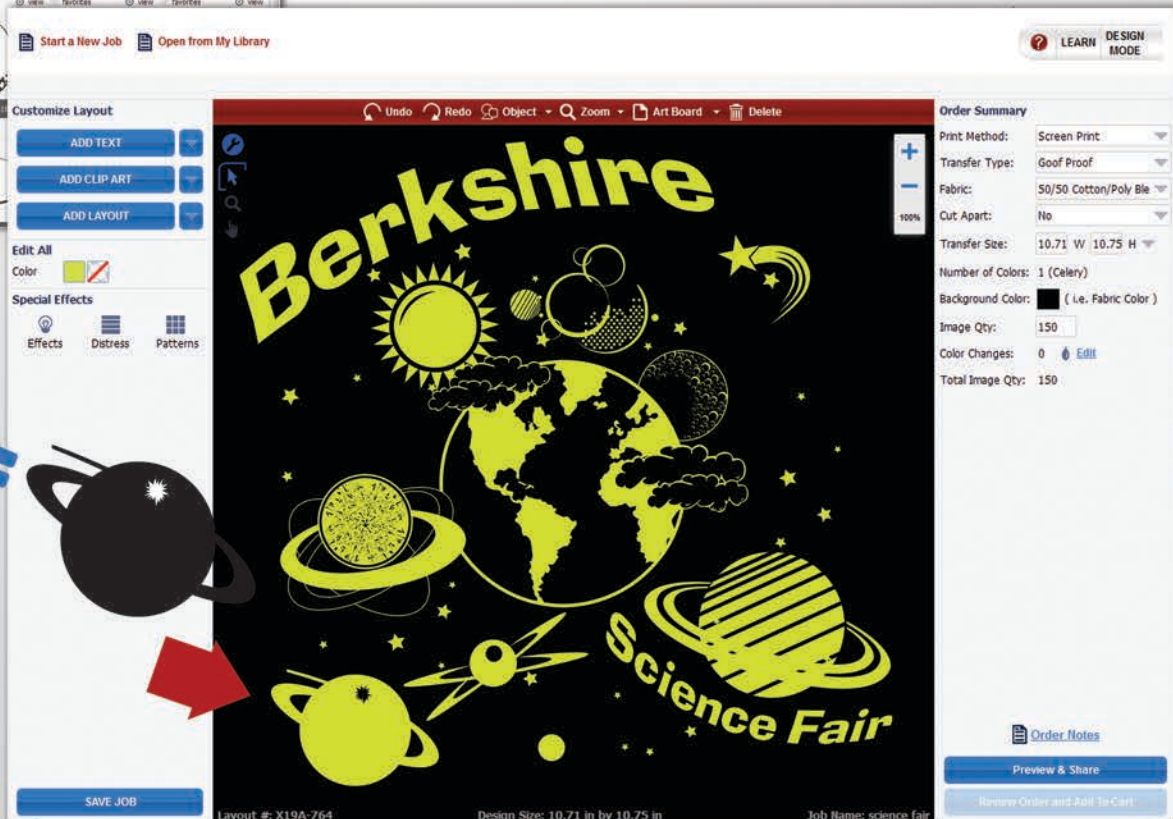 view favorites view favorites view
Start a New Job Open from My Library
LEARN DESIGN MODE
Customize Layout
ADD TEXT
ADD CLIP ART
ADD LAYOUT
Edit All
Color
Special Effects
Effects Distress Patterns
SAVE JOB
Undo Redo Object Zoom Art Board Delete
100%
Berkshire
Science Fair
Layout #: X19A-764 Design Size: 10.71 in by 10.75 in Job Name: science fair
Order Summary
Print Method: Screen Print
Transfer Type: Goof Proof
Fabric: 50/50 Cotton/Poly Ble
Cut Apart: No
Transfer Size: 10.71 W 10.75 H
Number of Colors: 1 (Celery)
Background Color: ( i.e. Fabric Color )
Image Qty: 150
Color Changes: 0 Edit
Total Image Qty: 150
Order Notes
Preview & Share
Review Order and Add To Cart